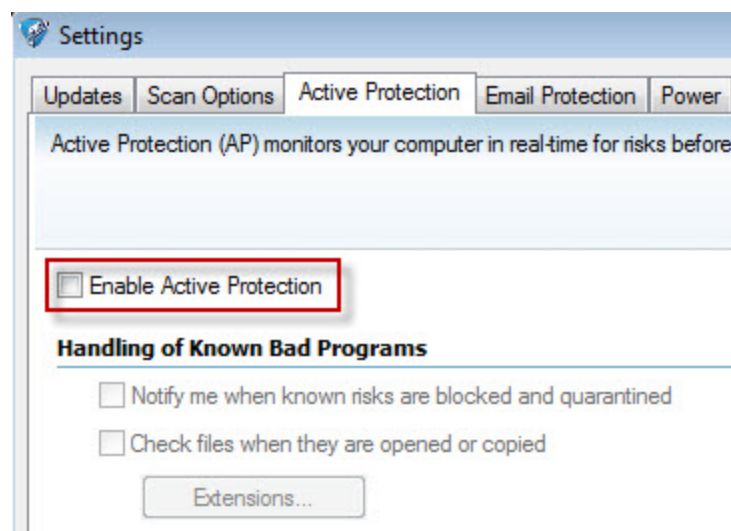 Settings
Updates Scan Options Active Protection Email Protection Power
Active Protection (AP) monitors your computer in real-time for risks before
Enable Active Protection
Handling of Known Bad Programs
Notify me when known risks are blocked and quarantined
Check files when they are opened or copied
Extensions...